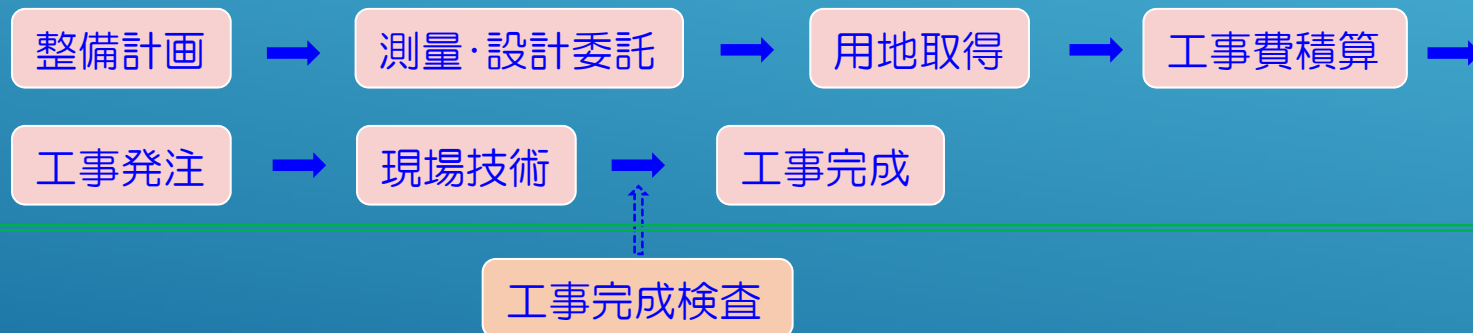 整備計画
測量・設計委託
用地取得
工事費積算
工事発注
現場技術
工事完成
工事完成検査